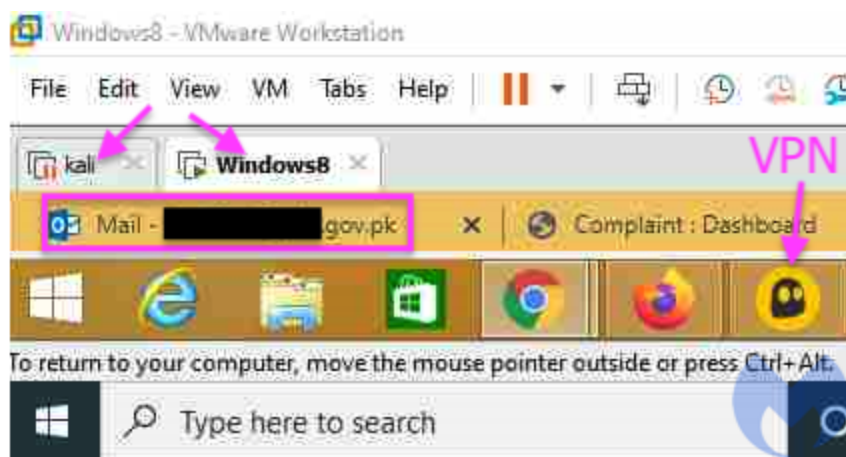 Windows8 - VMware Workstation
File Edit View VM Tabs Help
kali Windows8 VPN
Mail - .gov.pk Complaint : Dashboard
To return to your computer, move the mouse pointer outside or press Ctrl+Alt.
Type here to search